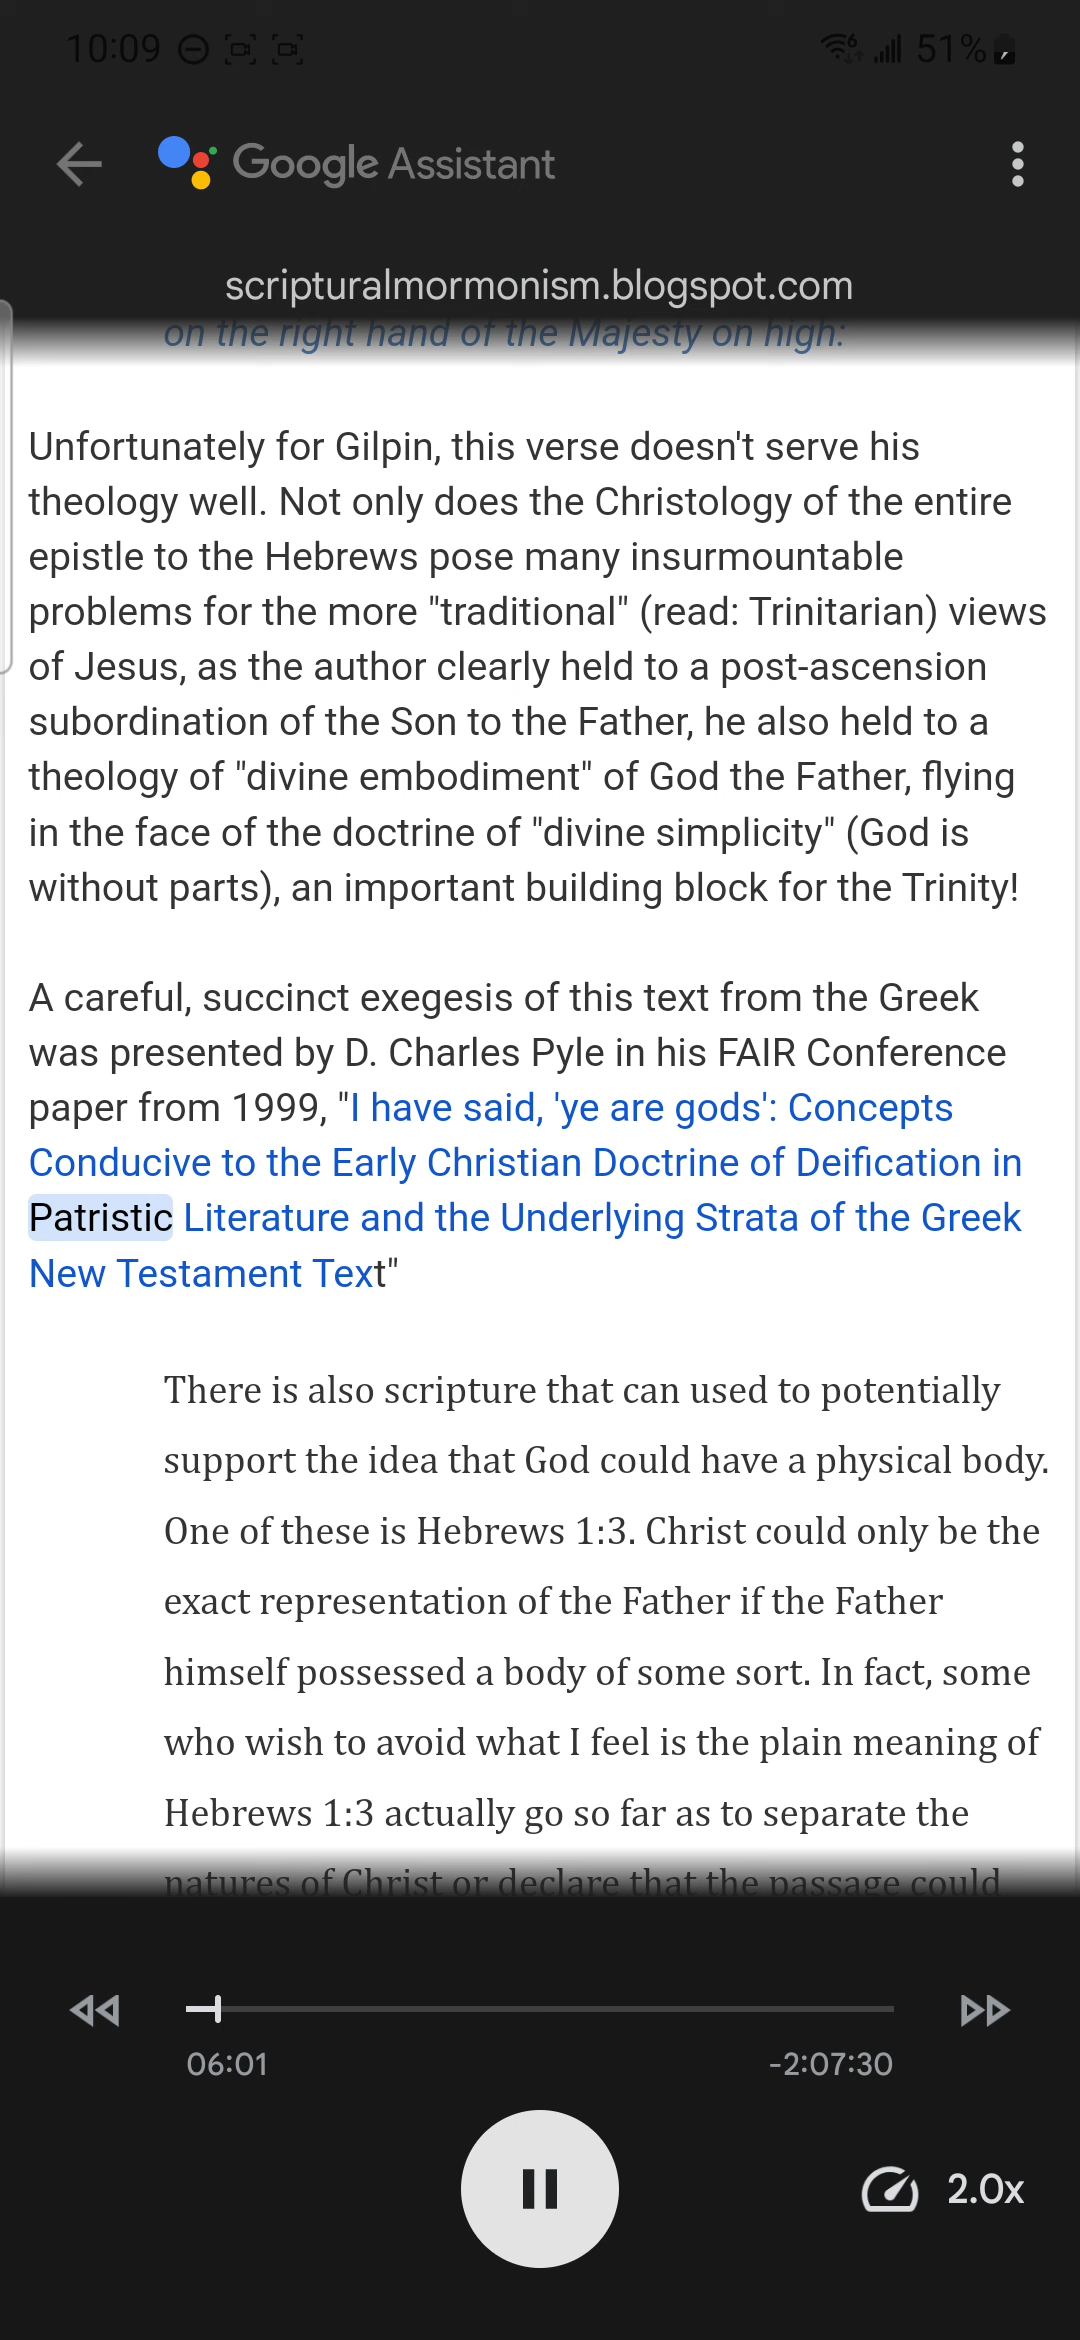 10:09 51%
Google Assistant
scripturalmormonism.blogspot.com
on the right hand of the Majesty on high:
Unfortunately for Gilpin, this verse doesn't serve his
theology well. Not only does the Christology of the entire
epistle to the Hebrews pose many insurmountable
problems for the more "traditional" (read: Trinitarian) views
of Jesus, as the author clearly held to a post-ascension
subordination of the Son to the Father, he also held to a
theology of "divine embodiment" of God the Father, flying
in the face of the doctrine of "divine simplicity" (God is
without parts), an important building block for the Trinity!
A careful, succinct exegesis of this text from the Greek
was presented by D. Charles Pyle in his FAIR Conference
paper from 1999, "I have said, 'ye are gods': Concepts
Conducive to the Early Christian Doctrine of Deification in
Patristic Literature and the Underlying Strata of the Greek
New Testament Text"
There is also scripture that can used to potentially
support the idea that God could have a physical body.
One of these is Hebrews 1:3. Christ could only be the
exact representation of the Father if the Father
himself possessed a body of some sort. In fact, some
who wish to avoid what I feel is the plain meaning of
Hebrews 1:3 actually go so far as to separate the
natures of Christ or declare that the passage could
06:01 -2:07:30
2.0x